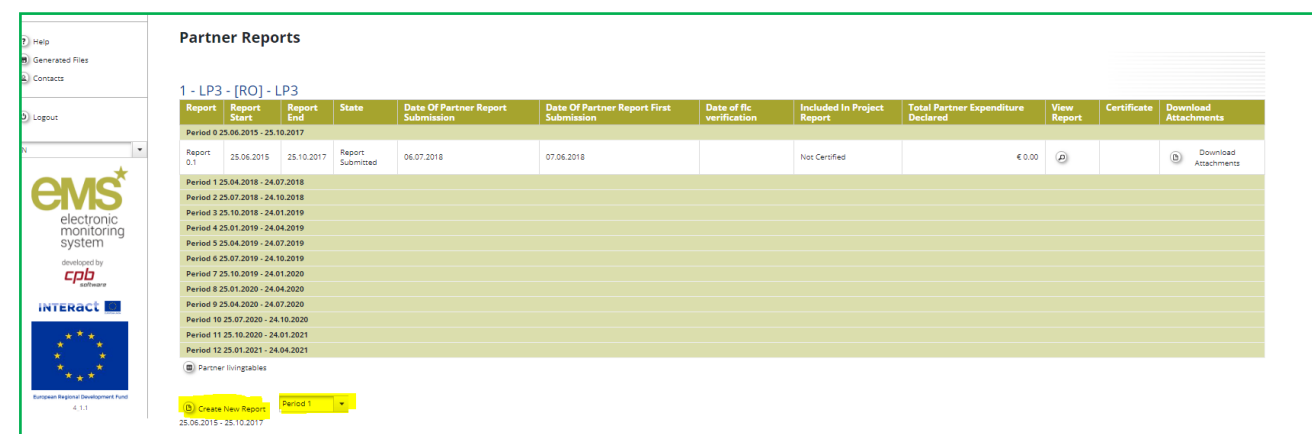 Help
Generated Files
Contacts
Logout
N
eMS
electronic
monitoring
system
developed by
cpb
software
INTERact
European Regional Development Fund
4_1.1
Partner Reports
1 - LP3 - [RO] - LP3
Report Report Start Report End State Date Of Partner Report Submission Date Of Partner Report First Submission Date of flc verification Included In Project Report Total Partner Expenditure Declared View Report Certificate Download Attachments
Period 0 25.06.2015 - 25.10.2017
Report 0.1 25.06.2015 25.10.2017 Report Submitted 06.07.2018 07.06.2018 Not Certified € 0.00 Download Attachments
Period 1 25.04.2018 - 24.07.2018
Period 2 25.07.2018 - 24.10.2018
Period 3 25.10.2018 - 24.01.2019
Period 4 25.01.2019 - 24.04.2019
Period 5 25.04.2019 - 24.07.2019
Period 6 25.07.2019 - 24.10.2019
Period 7 25.10.2019 - 24.01.2020
Period 8 25.01.2020 - 24.04.2020
Period 9 25.04.2020 - 24.07.2020
Period 10 25.07.2020 - 24.10.2020
Period 11 25.10.2020 - 24.01.2021
Period 12 25.01.2021 - 24.04.2021
Partner livingtables
Create New Report Period 1
25.06.2015 - 25.10.2017